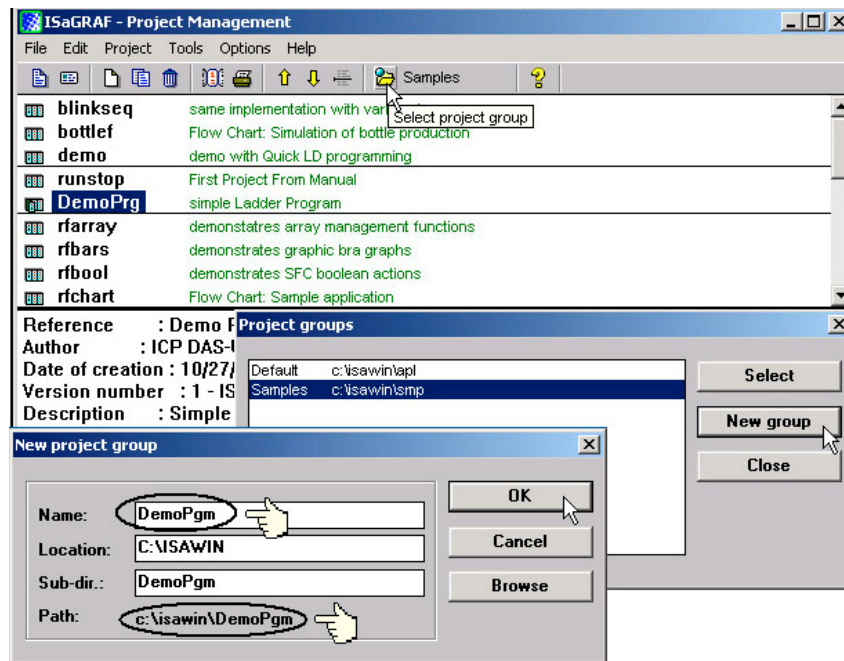 ISaGRAF - Project Management
File Edit Project Tools Options Help
Samples
Select project group
blinkseq same implementation with var
bottlef Flow Chart: Simulation of bottle production
demo demo with Quick LD programming
runstop First Project From Manual
DemoPrg simple Ladder Program
rfarray demonstatres array management functions
rfbars demonstrates graphic bra graphs
rfbool demonstrates SFC boolean actions
rfchart Flow Chart: Sample application
Reference : Demo
Author : ICP DAS-
Date of creation : 10/27/
Version number : 1 - IS
Description : Simple
Project groups
Default c:\isawin\apl
Samples c:\isawin\smp
Select
New group
Close
New project group
Name: DemoPgm
Location: C:\ISAWIN
Sub-dir.: DemoPgm
Path: c:\isawin\DemoPgm
OK
Cancel
Browse